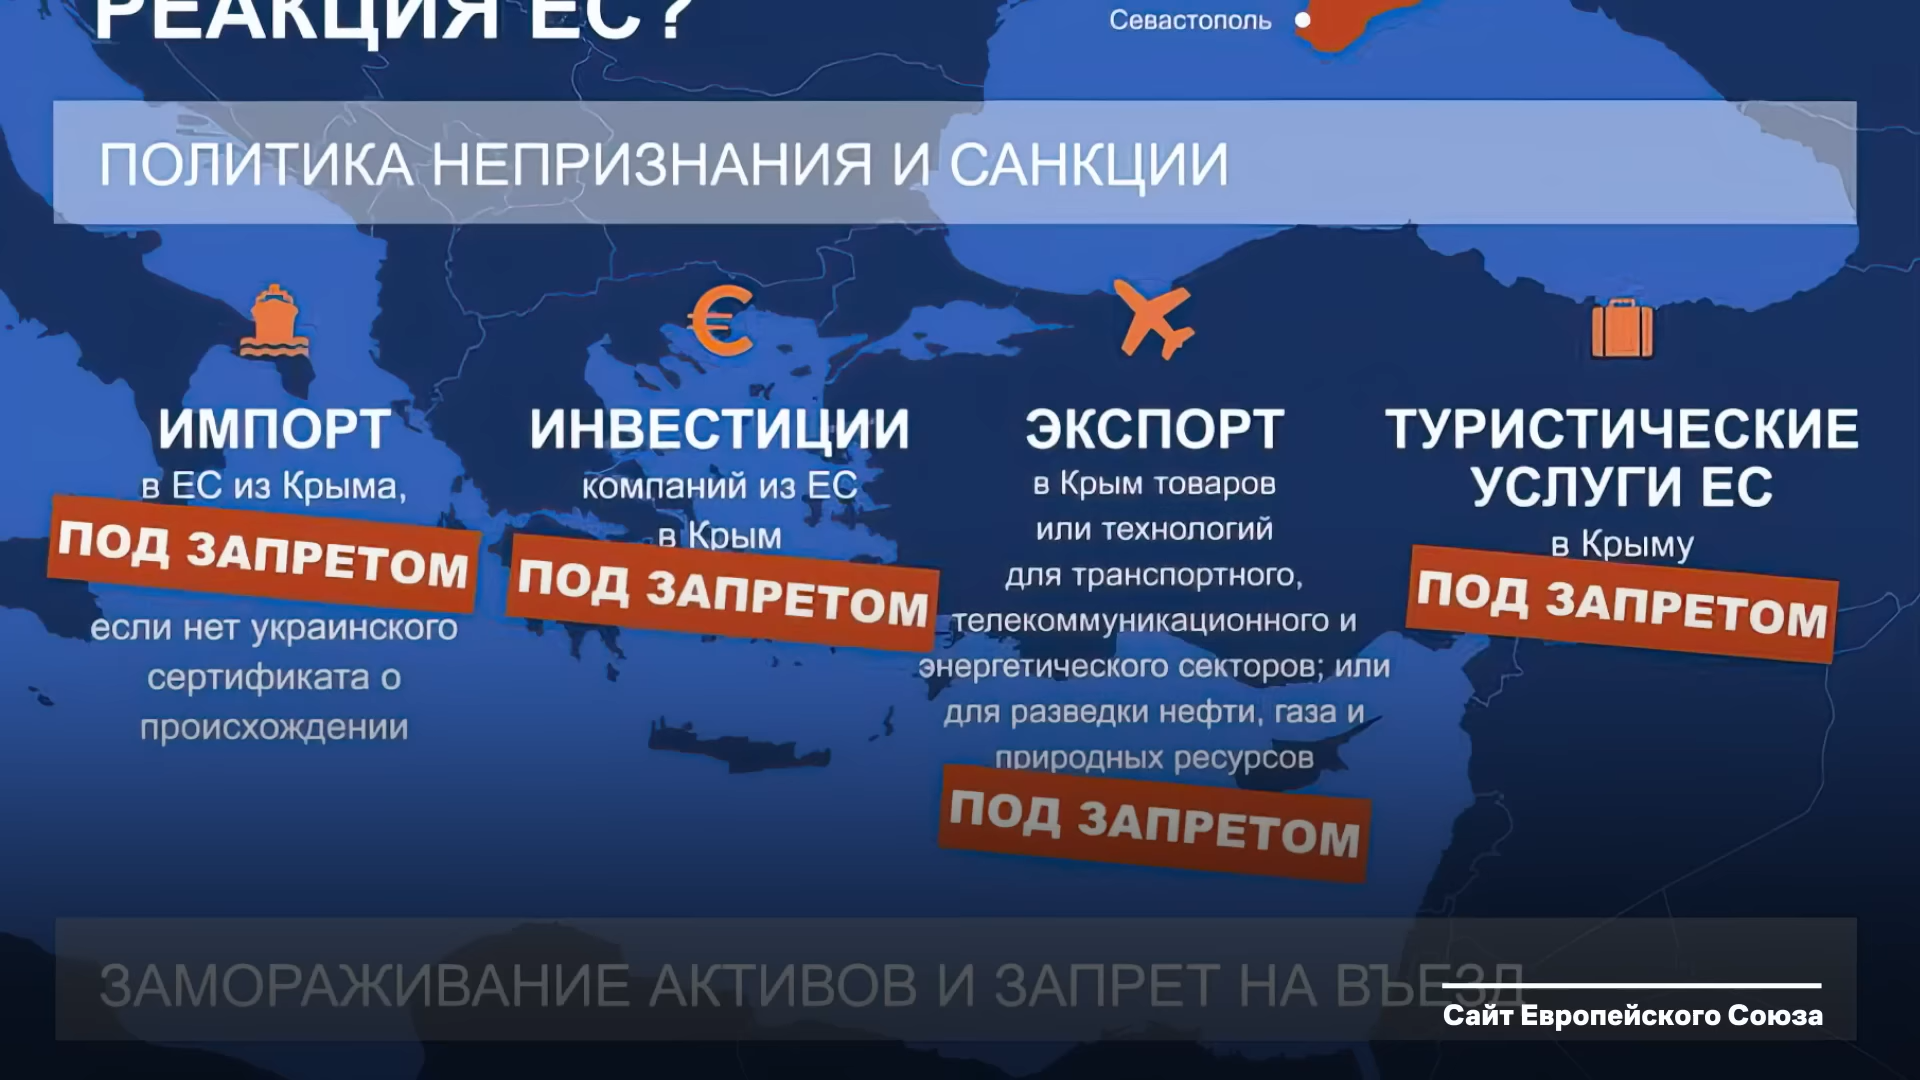 РЕАКЦИЯ ЕС?
Севастополь
ПОЛИТИКА НЕПРИЗНАНИЯ И САНКЦИИ
€
ИМПОРТ
в ЕС из Крыма,
ПОД ЗАПРЕТОМ
если нет украинского
сертификата о
происхождении
ИНВЕСТИЦИИ
компаний из ЕС
в Крым
ПОД ЗАПРЕТОМ
ЭКСПОРТ
в Крым товаров
или технологий
для транспортного,
телекоммуникационного и
энергетического секторов; или
для разведки нефти, газа и
природных ресурсов
ПОД ЗАПРЕТОМ
ТУРИСТИЧЕСКИЕ
УСЛУГИ ЕС
в Крыму
ПОД ЗАПРЕТОМ
ЗАМОРАЖИВАНИЕ АКТИВОВ И ЗАПРЕТ НА ВЪЕЗД
Сайт Европейского Союза